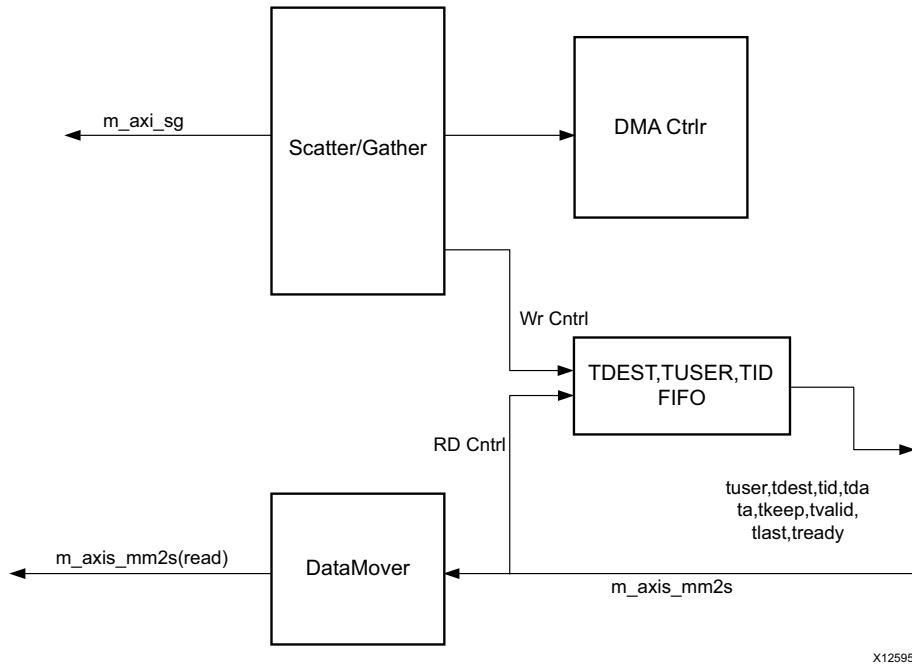 m_axi_sg
Scatter/Gather
DMA Ctrlr
Wr Cntrl
TDEST,TUSER,TID
FIFO
RD Cntrl
tuser,tdest,tid,tda
ta,tkeep,tvalid,
tlast,tready
m_axis_mm2s(read)
DataMover
m_axis_mm2s
X12595